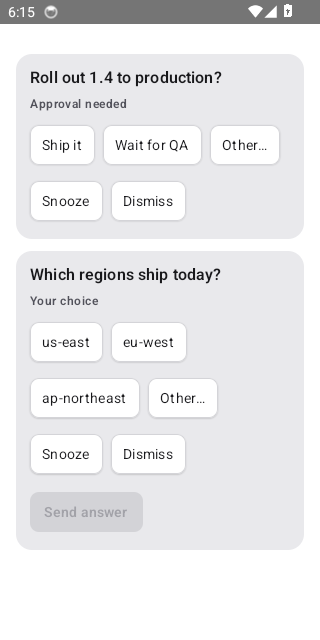 6:15
Roll out 1.4 to production?
Approval needed
Ship it Wait for QA Other…
Snooze Dismiss
Which regions ship today?
Your choice
us-east eu-west
ap-northeast Other…
Snooze Dismiss
Send answer